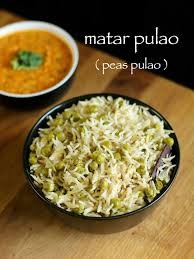 matar pulao
( peas pulao )